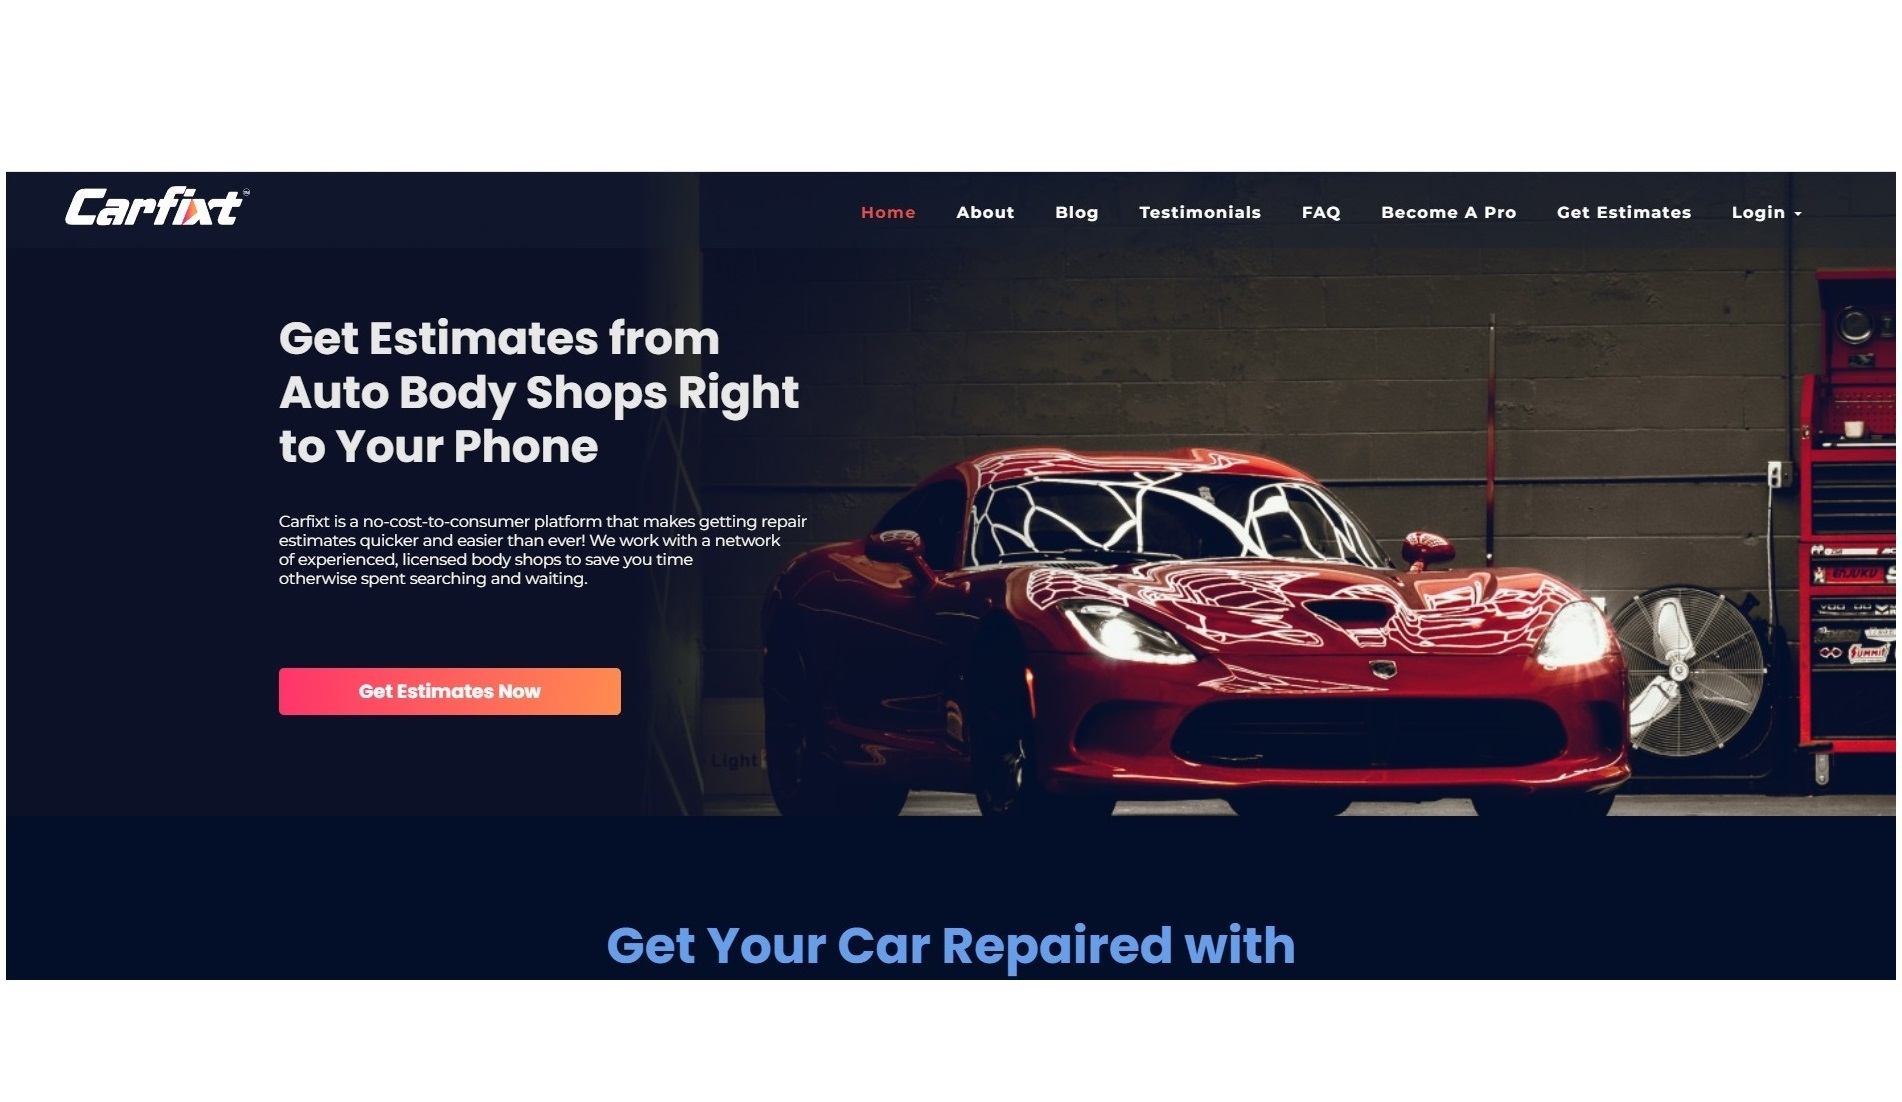 Carfixt
Home About Blog Testimonials FAQ Become A Pro Get Estimates Login
Get Estimates from
Auto Body Shops Right
to Your Phone
Carfixt is a no-cost-to-consumer platform that makes getting repair
estimates quicker and easier than ever! We work with a network
of experienced, licensed body shops to save you time
otherwise spent searching and waiting.
Get Estimates Now
Light
ENJUKU
SUMMIT
Get Your Car Repaired with